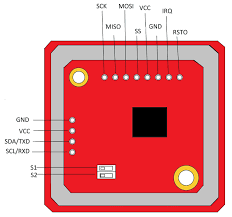 SCK
MISO
MOSI
SS
VCC
GND
IRQ
RSTO
GND
VCC
SDA/TXD
SCL/RXD
S1
S2